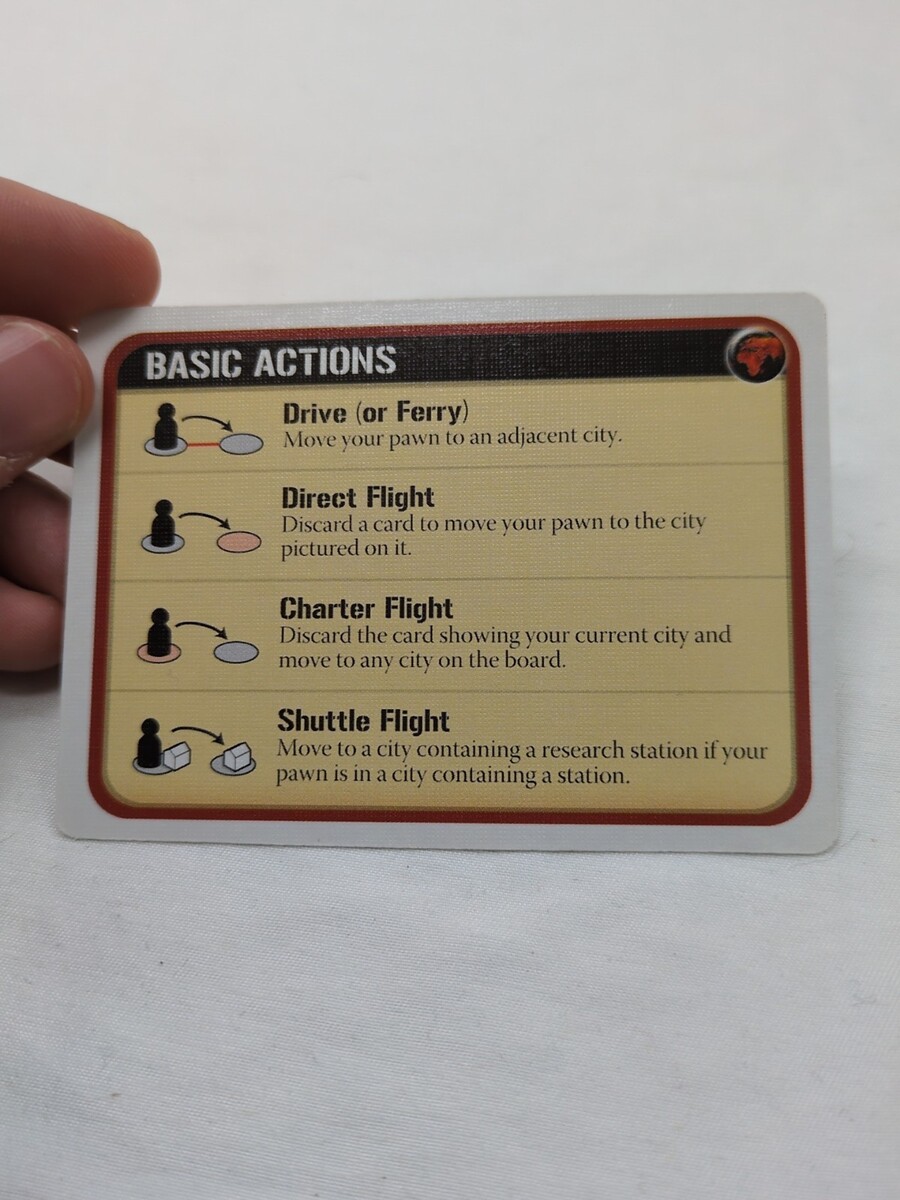 BASIC ACTIONS
Drive (or Ferry)
Move your pawn to an adjacent city.
Direct Flight
Discard a card to move your pawn to the city
pictured on it.
Charter Flight
Discard the card showing your current city and
move to any city on the board.
Shuttle Flight
Move to a city containing a research station if your
pawn is in a city containing a station.